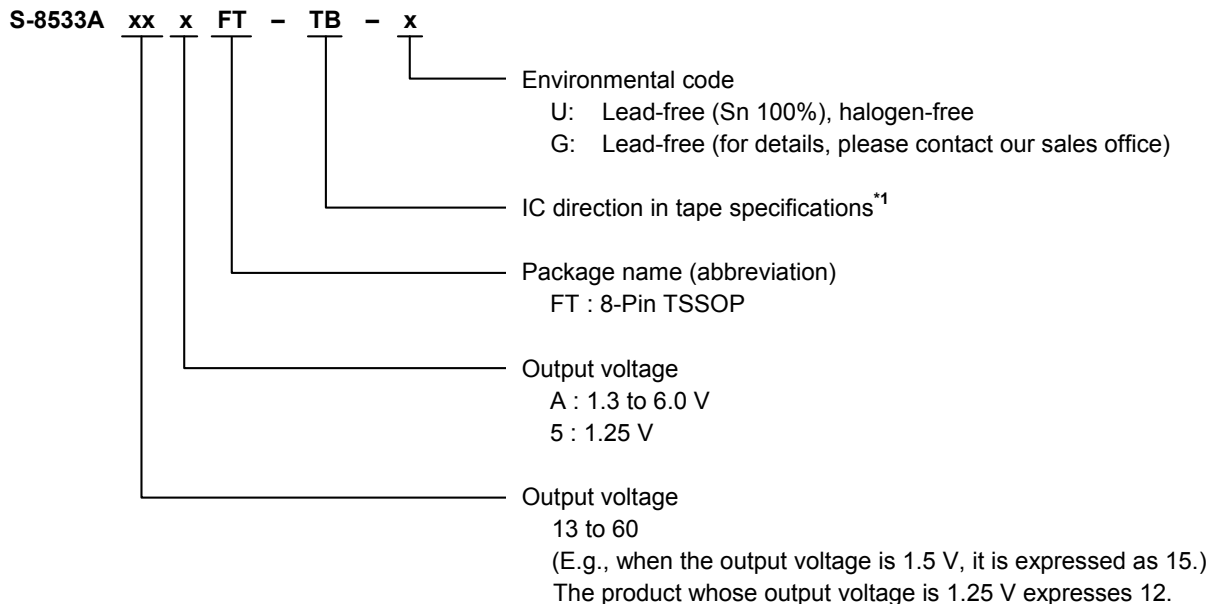 S-8533A xx x FT – TB – x
Environmental code
U: Lead-free (Sn 100%), halogen-free
G: Lead-free (for details, please contact our sales office)
IC direction in tape specifications*1
Package name (abbreviation)
FT : 8-Pin TSSOP
Output voltage
A : 1.3 to 6.0 V
5 : 1.25 V
Output voltage
13 to 60
(E.g., when the output voltage is 1.5 V, it is expressed as 15.)
The product whose output voltage is 1.25 V expresses 12.